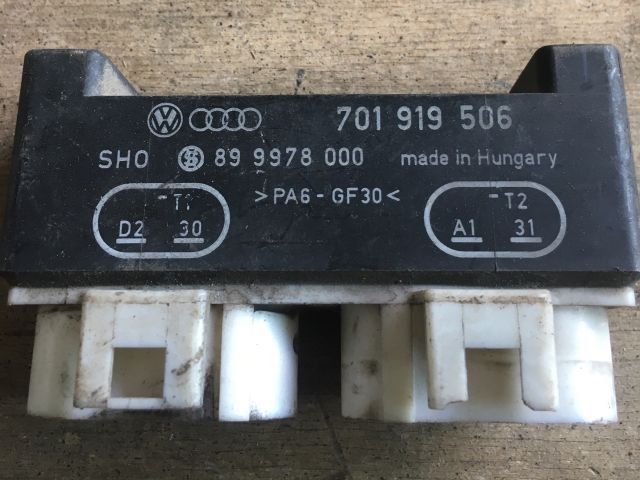 701 919 506
SHO 89 9978 000 made in Hungary
>PA6-GF30<
T1
D2 30
T2
A1 31